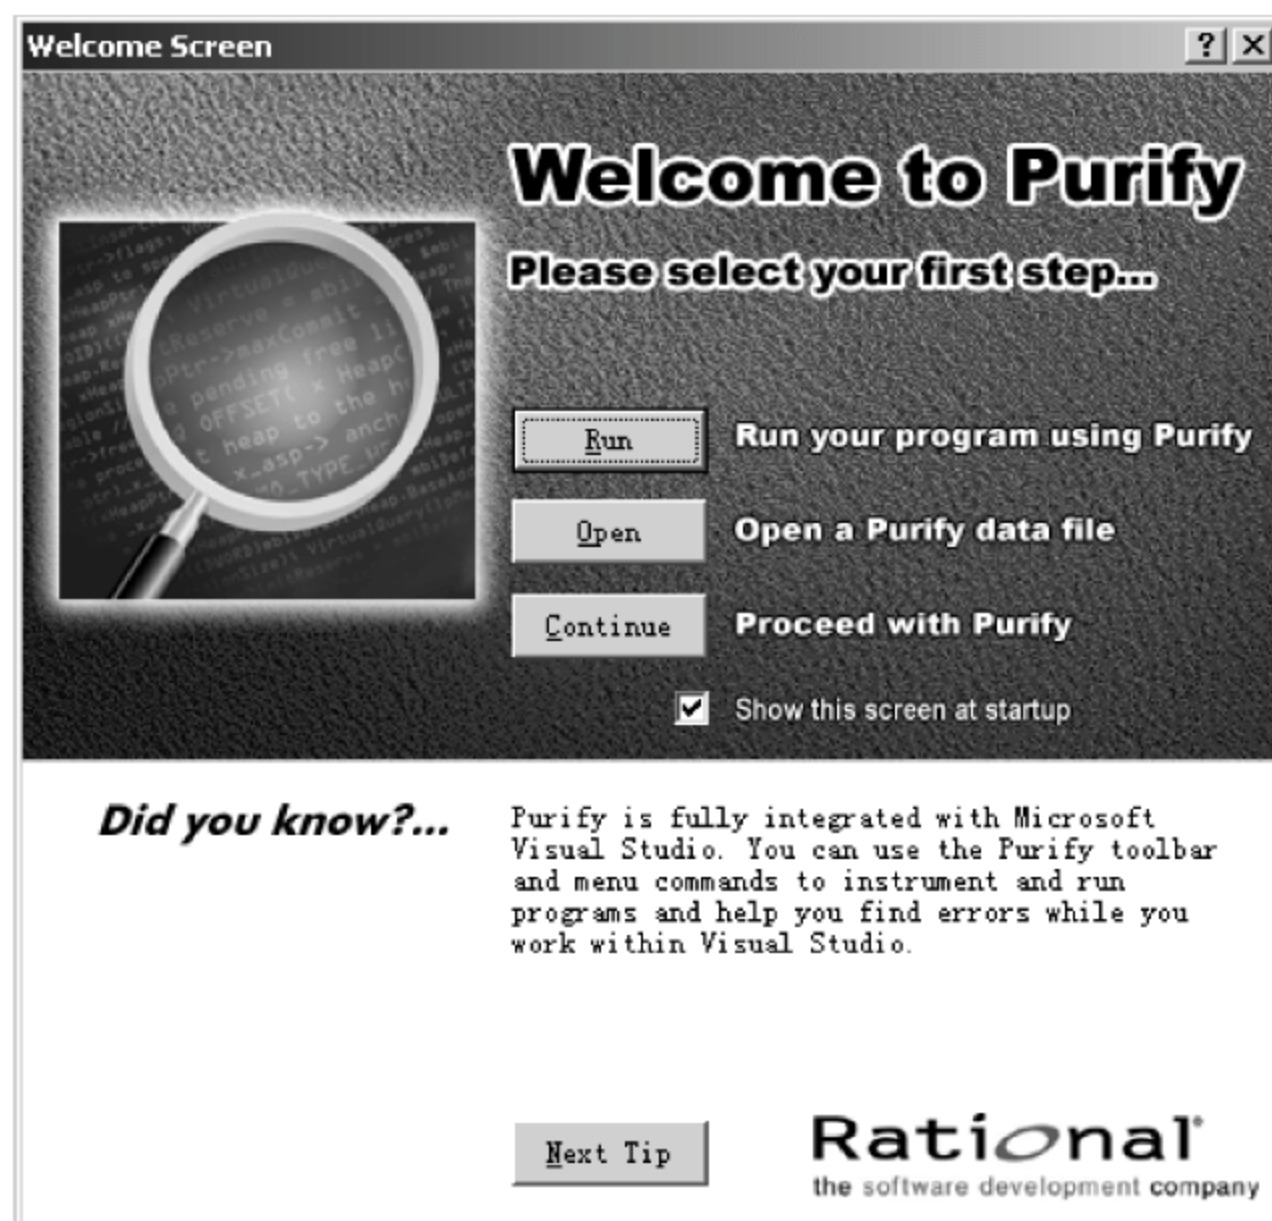 Welcome Screen
Welcome to Purify
Please select your first step...
Run Run your program using Purify
Open Open a Purify data file
Continue Proceed with Purify
Show this screen at startup
Did you know?...
Purify is fully integrated with Microsoft
Visual Studio. You can use the Purify toolbar
and menu commands to instrument and run
programs and help you find errors while you
work within Visual Studio.
Next Tip
Rational
the software development company